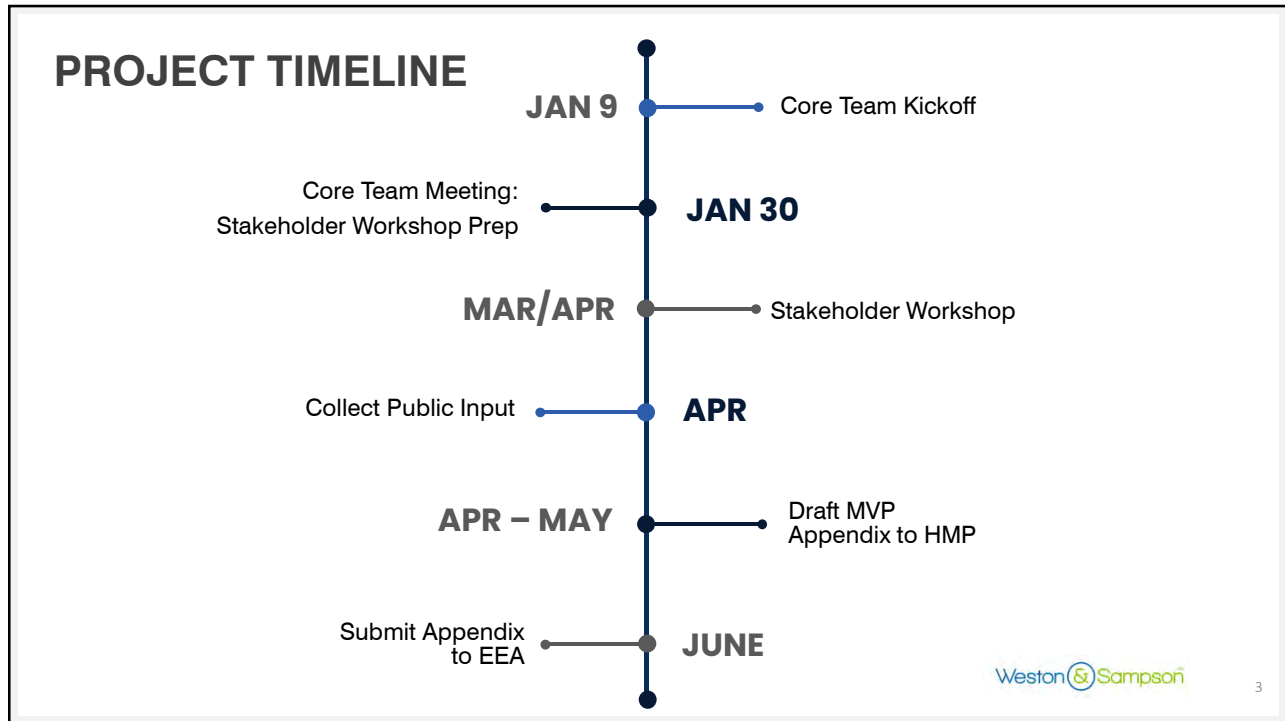 PROJECT TIMELINE
JAN 9
Core Team Kickoff
Core Team Meeting:
Stakeholder Workshop Prep
JAN 30
MAR/APR
Stakeholder Workshop
Collect Public Input
APR
APR – MAY
Draft MVP
Appendix to HMP
Submit Appendix
to EEA
JUNE
Weston & Sampson
3